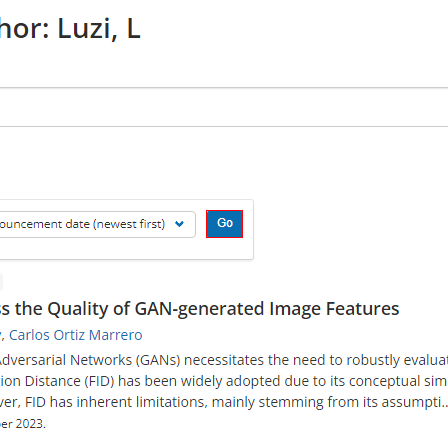 hor: Luzi, L
ouncement date (newest first)
Go
s the Quality of GAN-generated Image Features
, Carlos Ortiz Marrero
Adversarial Networks (GANs) necessitates the need to robustly evalua
ion Distance (FID) has been widely adopted due to its conceptual sim
ver, FID has inherent limitations, mainly stemming from its assumpti…
er 2023.